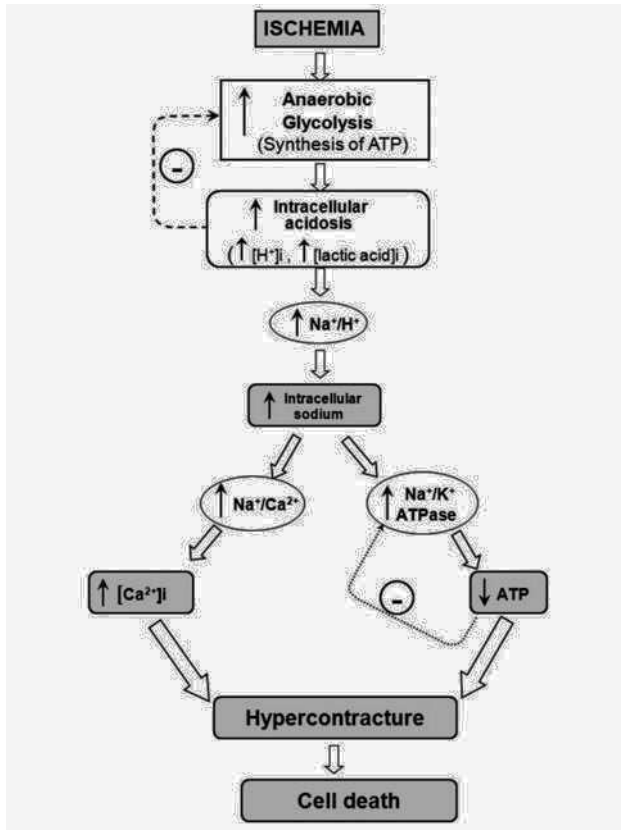 ISCHEMIA
↑ Anaerobic
Glycolysis
(Synthesis of ATP)
-
↑ Intracellular
acidosis
(↑[H⁺]i , ↑[lactic acid]i )
↑ Na⁺/H⁺
↑ Intracellular
sodium
↑ Na⁺/Ca²⁺
↑ Na⁺/K⁺
ATPase
↑ [Ca²⁺]i
-
↓ ATP
Hypercontracture
Cell death